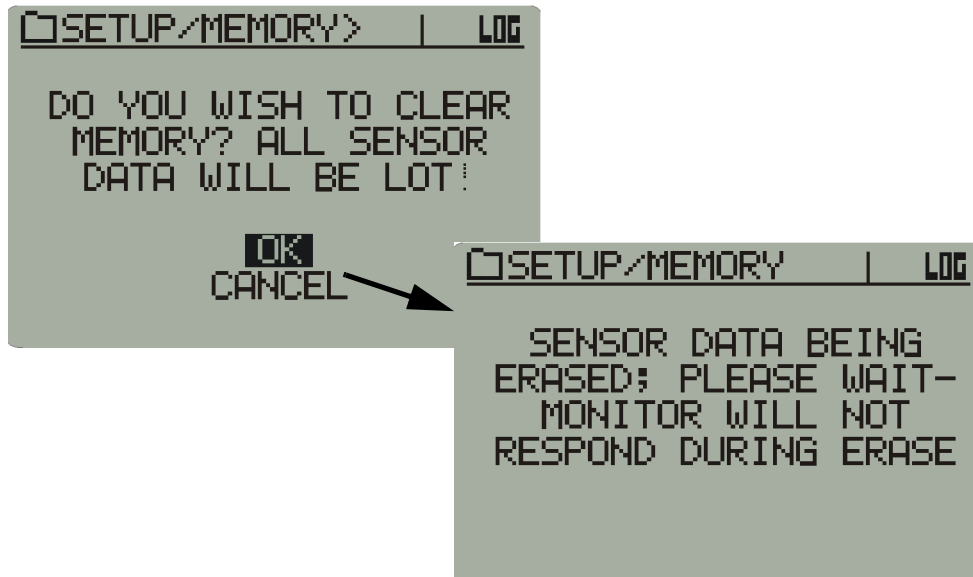 SETUP/MEMORY> | LOG
DO YOU WISH TO CLEAR
MEMORY? ALL SENSOR
DATA WILL BE LOT!
OK
CANCEL
SETUP/MEMORY | LOG
SENSOR DATA BEING
ERASED; PLEASE WAIT-
MONITOR WILL NOT
RESPOND DURING ERASE